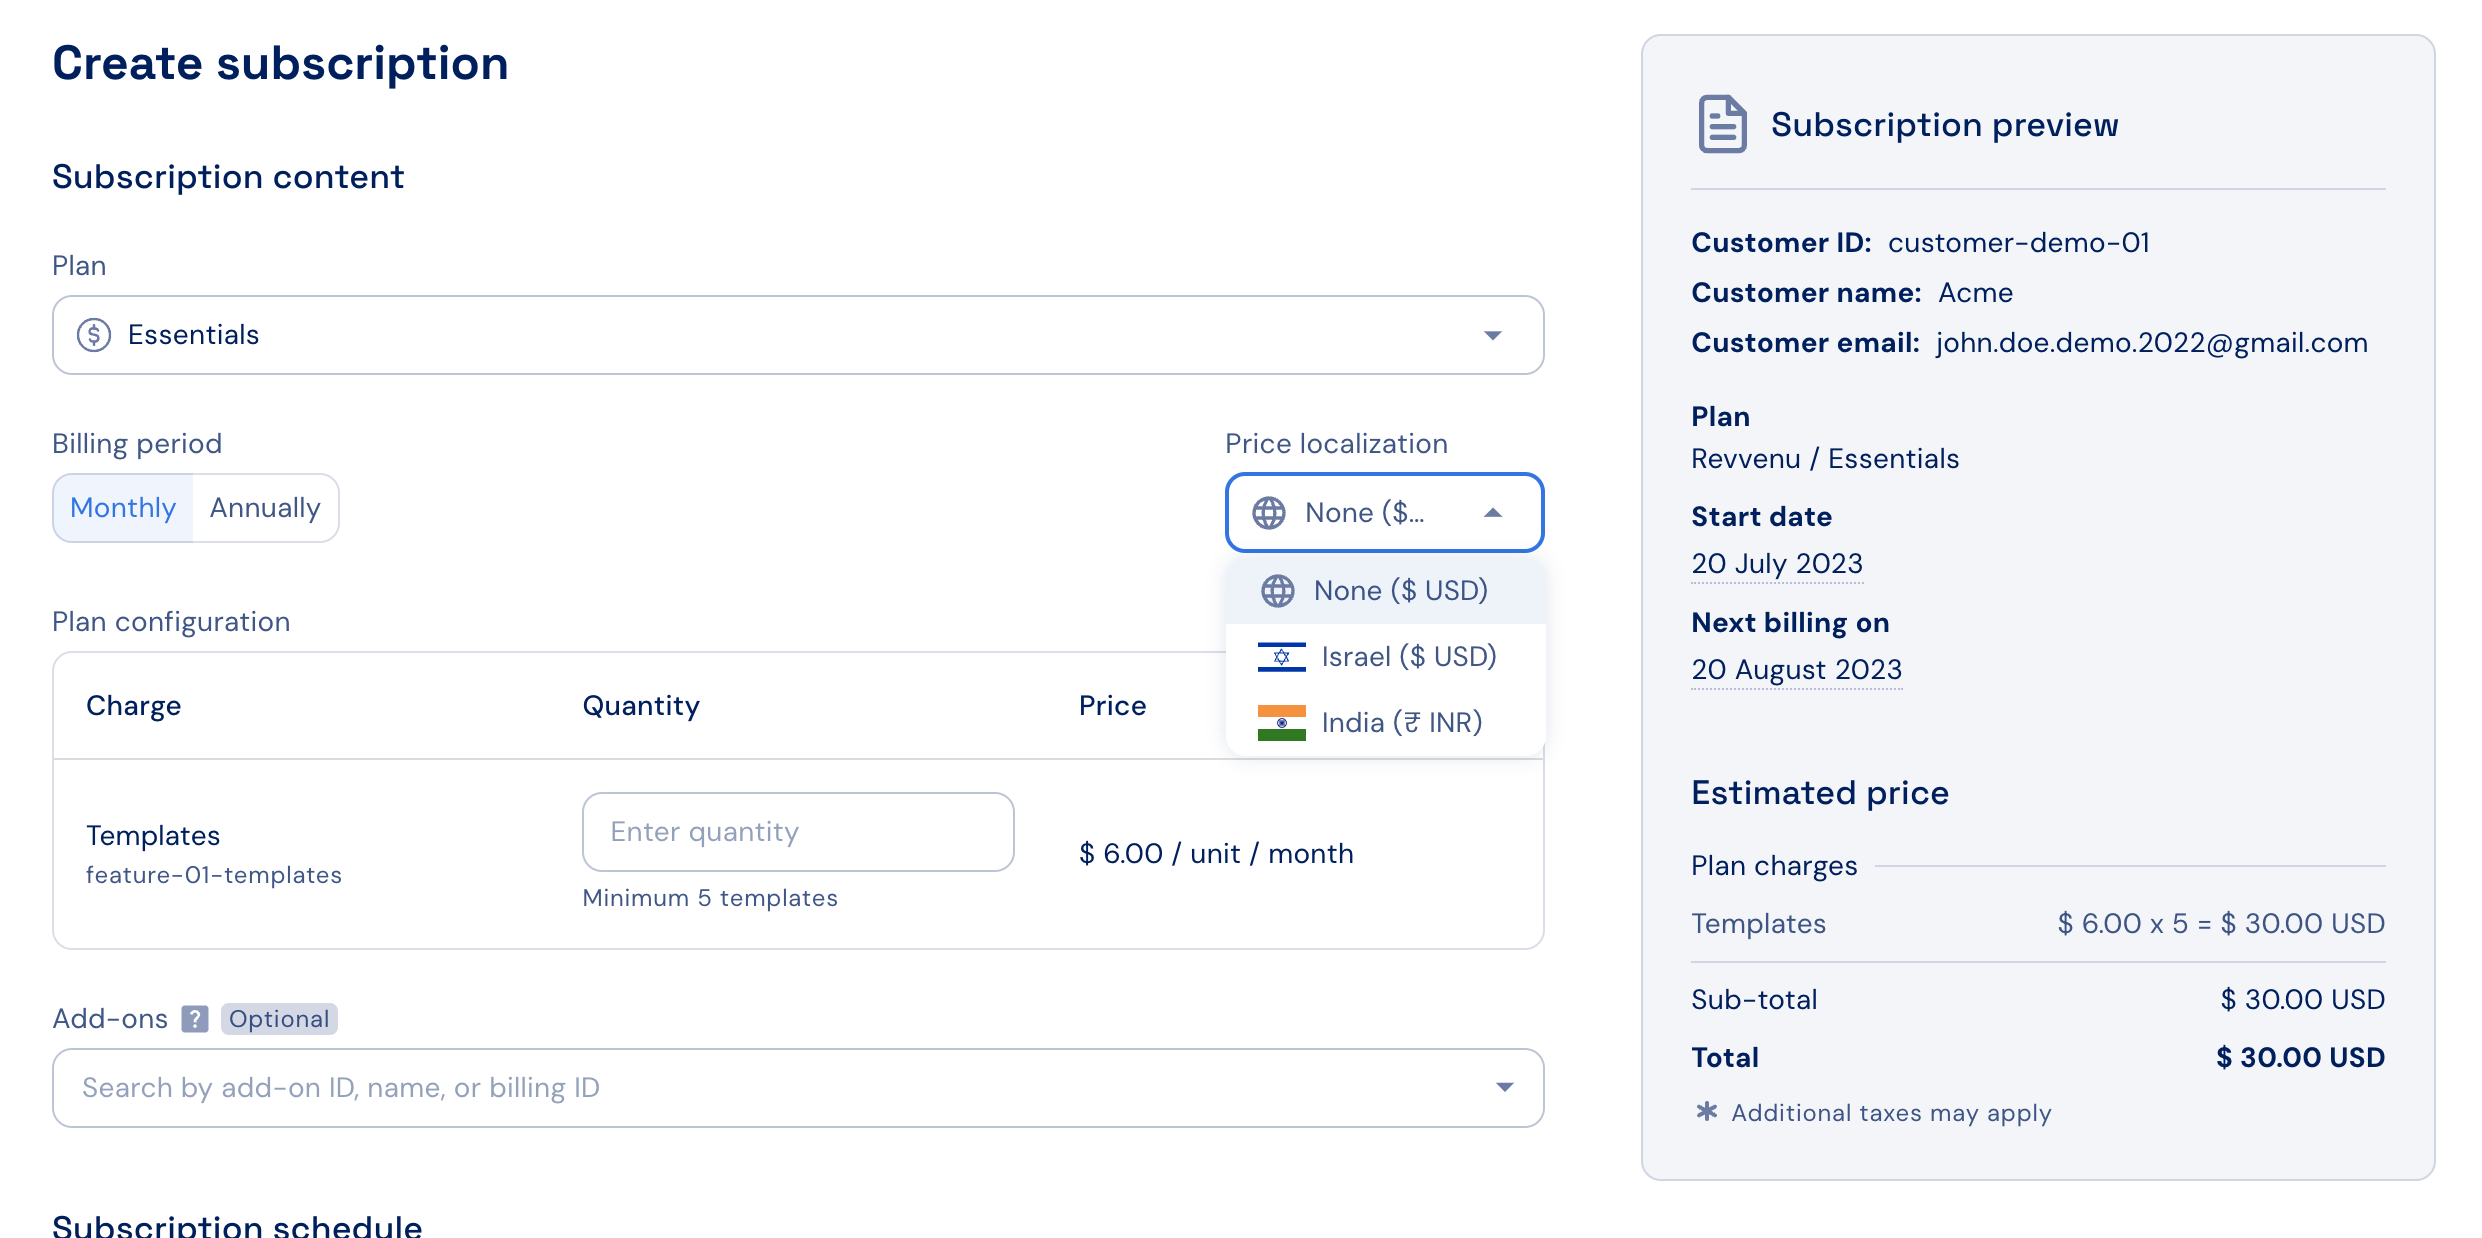 Create subscription
Subscription content
Plan
Essentials
Billing period
Monthly Annually
Price localization
None ($...
None ($ USD)
Israel ($ USD)
India (₹ INR)
Plan configuration
Charge Quantity Price
Templates
feature-01-templates
Enter quantity
Minimum 5 templates
$ 6.00 / unit / month
Add-ons ? Optional
Search by add-on ID, name, or billing ID
Subscription schedule
Subscription preview
Customer ID: customer-demo-01
Customer name: Acme
Customer email: john.doe.demo.2022@gmail.com
Plan
Revvenu / Essentials
Start date
20 July 2023
Next billing on
20 August 2023
Estimated price
Plan charges
Templates $ 6.00 x 5 = $ 30.00 USD
Sub-total $ 30.00 USD
Total $ 30.00 USD
* Additional taxes may apply